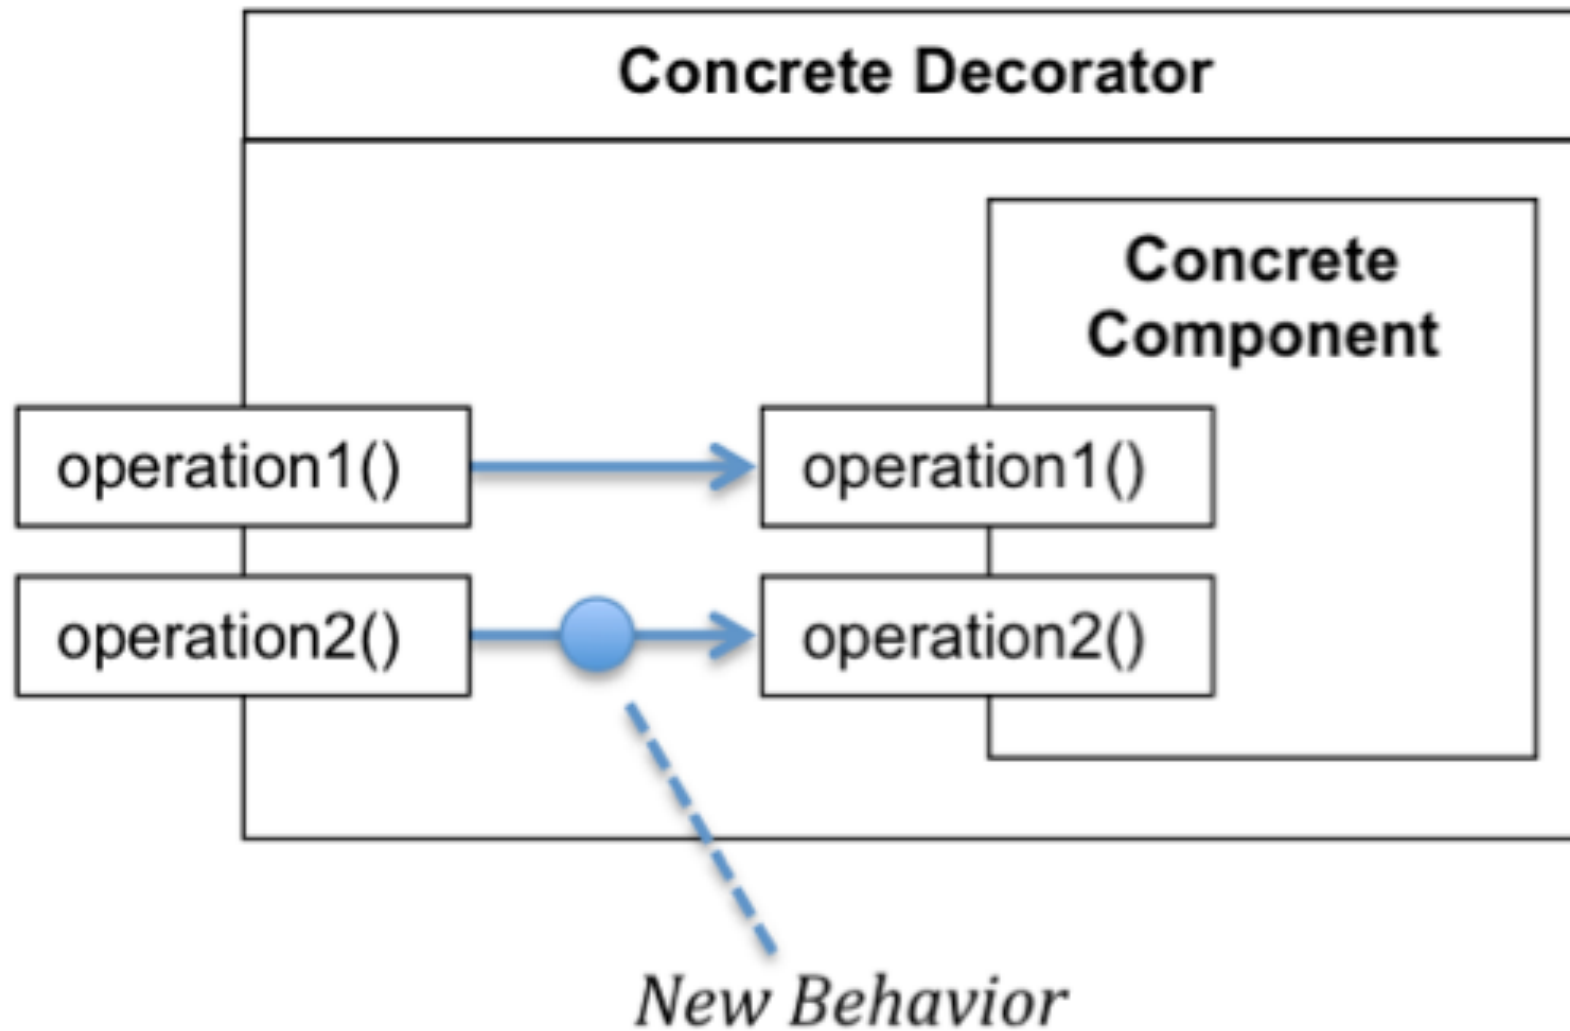 Concrete Decorator
Concrete
Component
operation1()
operation1()
operation2()
operation2()
New Behavior